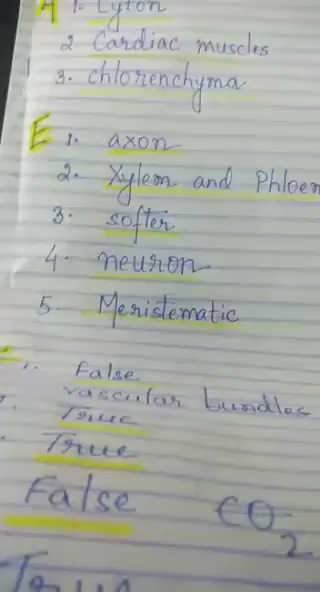 A 1. Cyton
2 Cardiac muscles
3. chlorenchyma
E 1. axon
2. Xylem and Phloem
3. softer
4. neuron
5. Meristematic
1. False
vascular bundles
True
True
False CO2
True